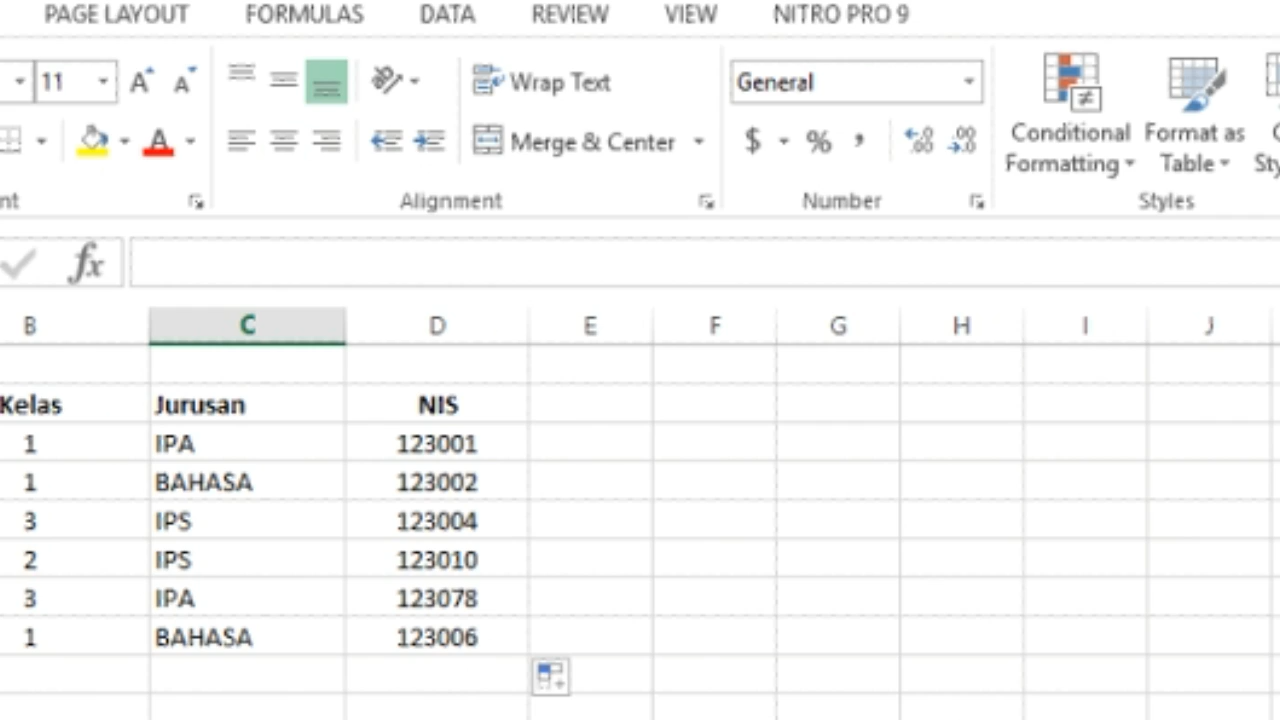 PAGE LAYOUT FORMULAS DATA REVIEW VIEW NITRO PRO 9
11 A A Wrap Text General
Merge & Center $ % , Conditional Formatting Format as Table
Alignment Number Styles
fx
B C D E F G H I J
Kelas Jurusan NIS
1 IPA 123001
1 BAHASA 123002
3 IPS 123004
2 IPS 123010
3 IPA 123078
1 BAHASA 123006